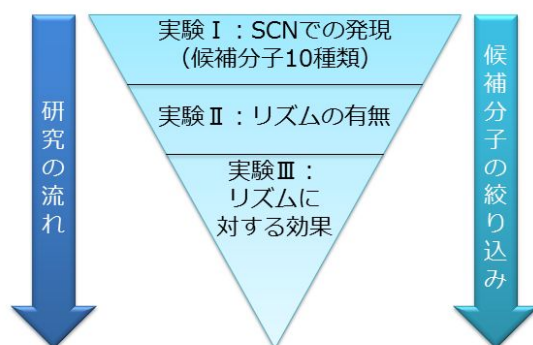 実験Ⅰ：SCNでの発現
（候補分子10種類）
実験Ⅱ：リズムの有無
実験Ⅲ：
リズムに
対する効果
研究の流れ
候補分子の絞り込み